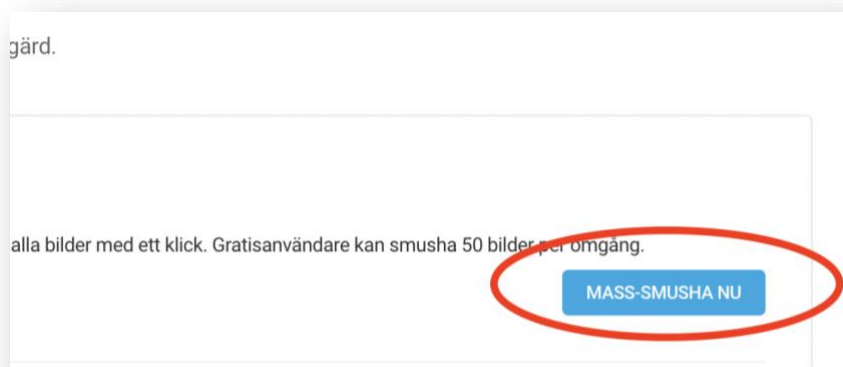 gärd.
alla bilder med ett klick. Gratisanvändare kan smusha 50 bilder per omgång.
MASS-SMUSHA NU